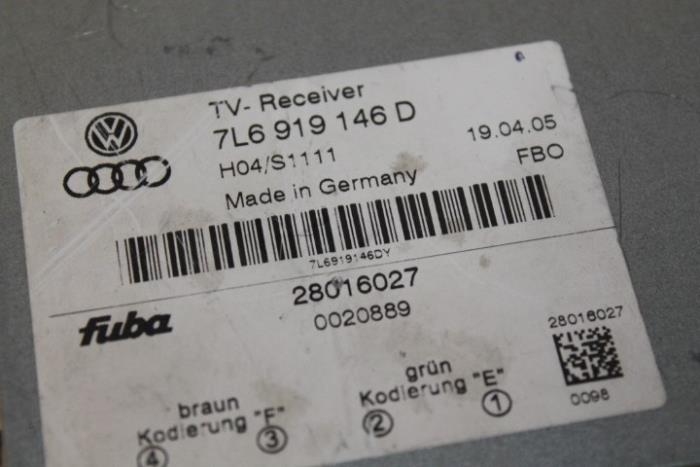 TV- Receiver
7L6 919 146 D
19.04.05
H04/S1111
FBO
Made in Germany
7L6919146DY
28016027
fuba
0020889
28016027
braun
grün
Kodierung "F"
Kodierung "E"
4
3
2
1
0098